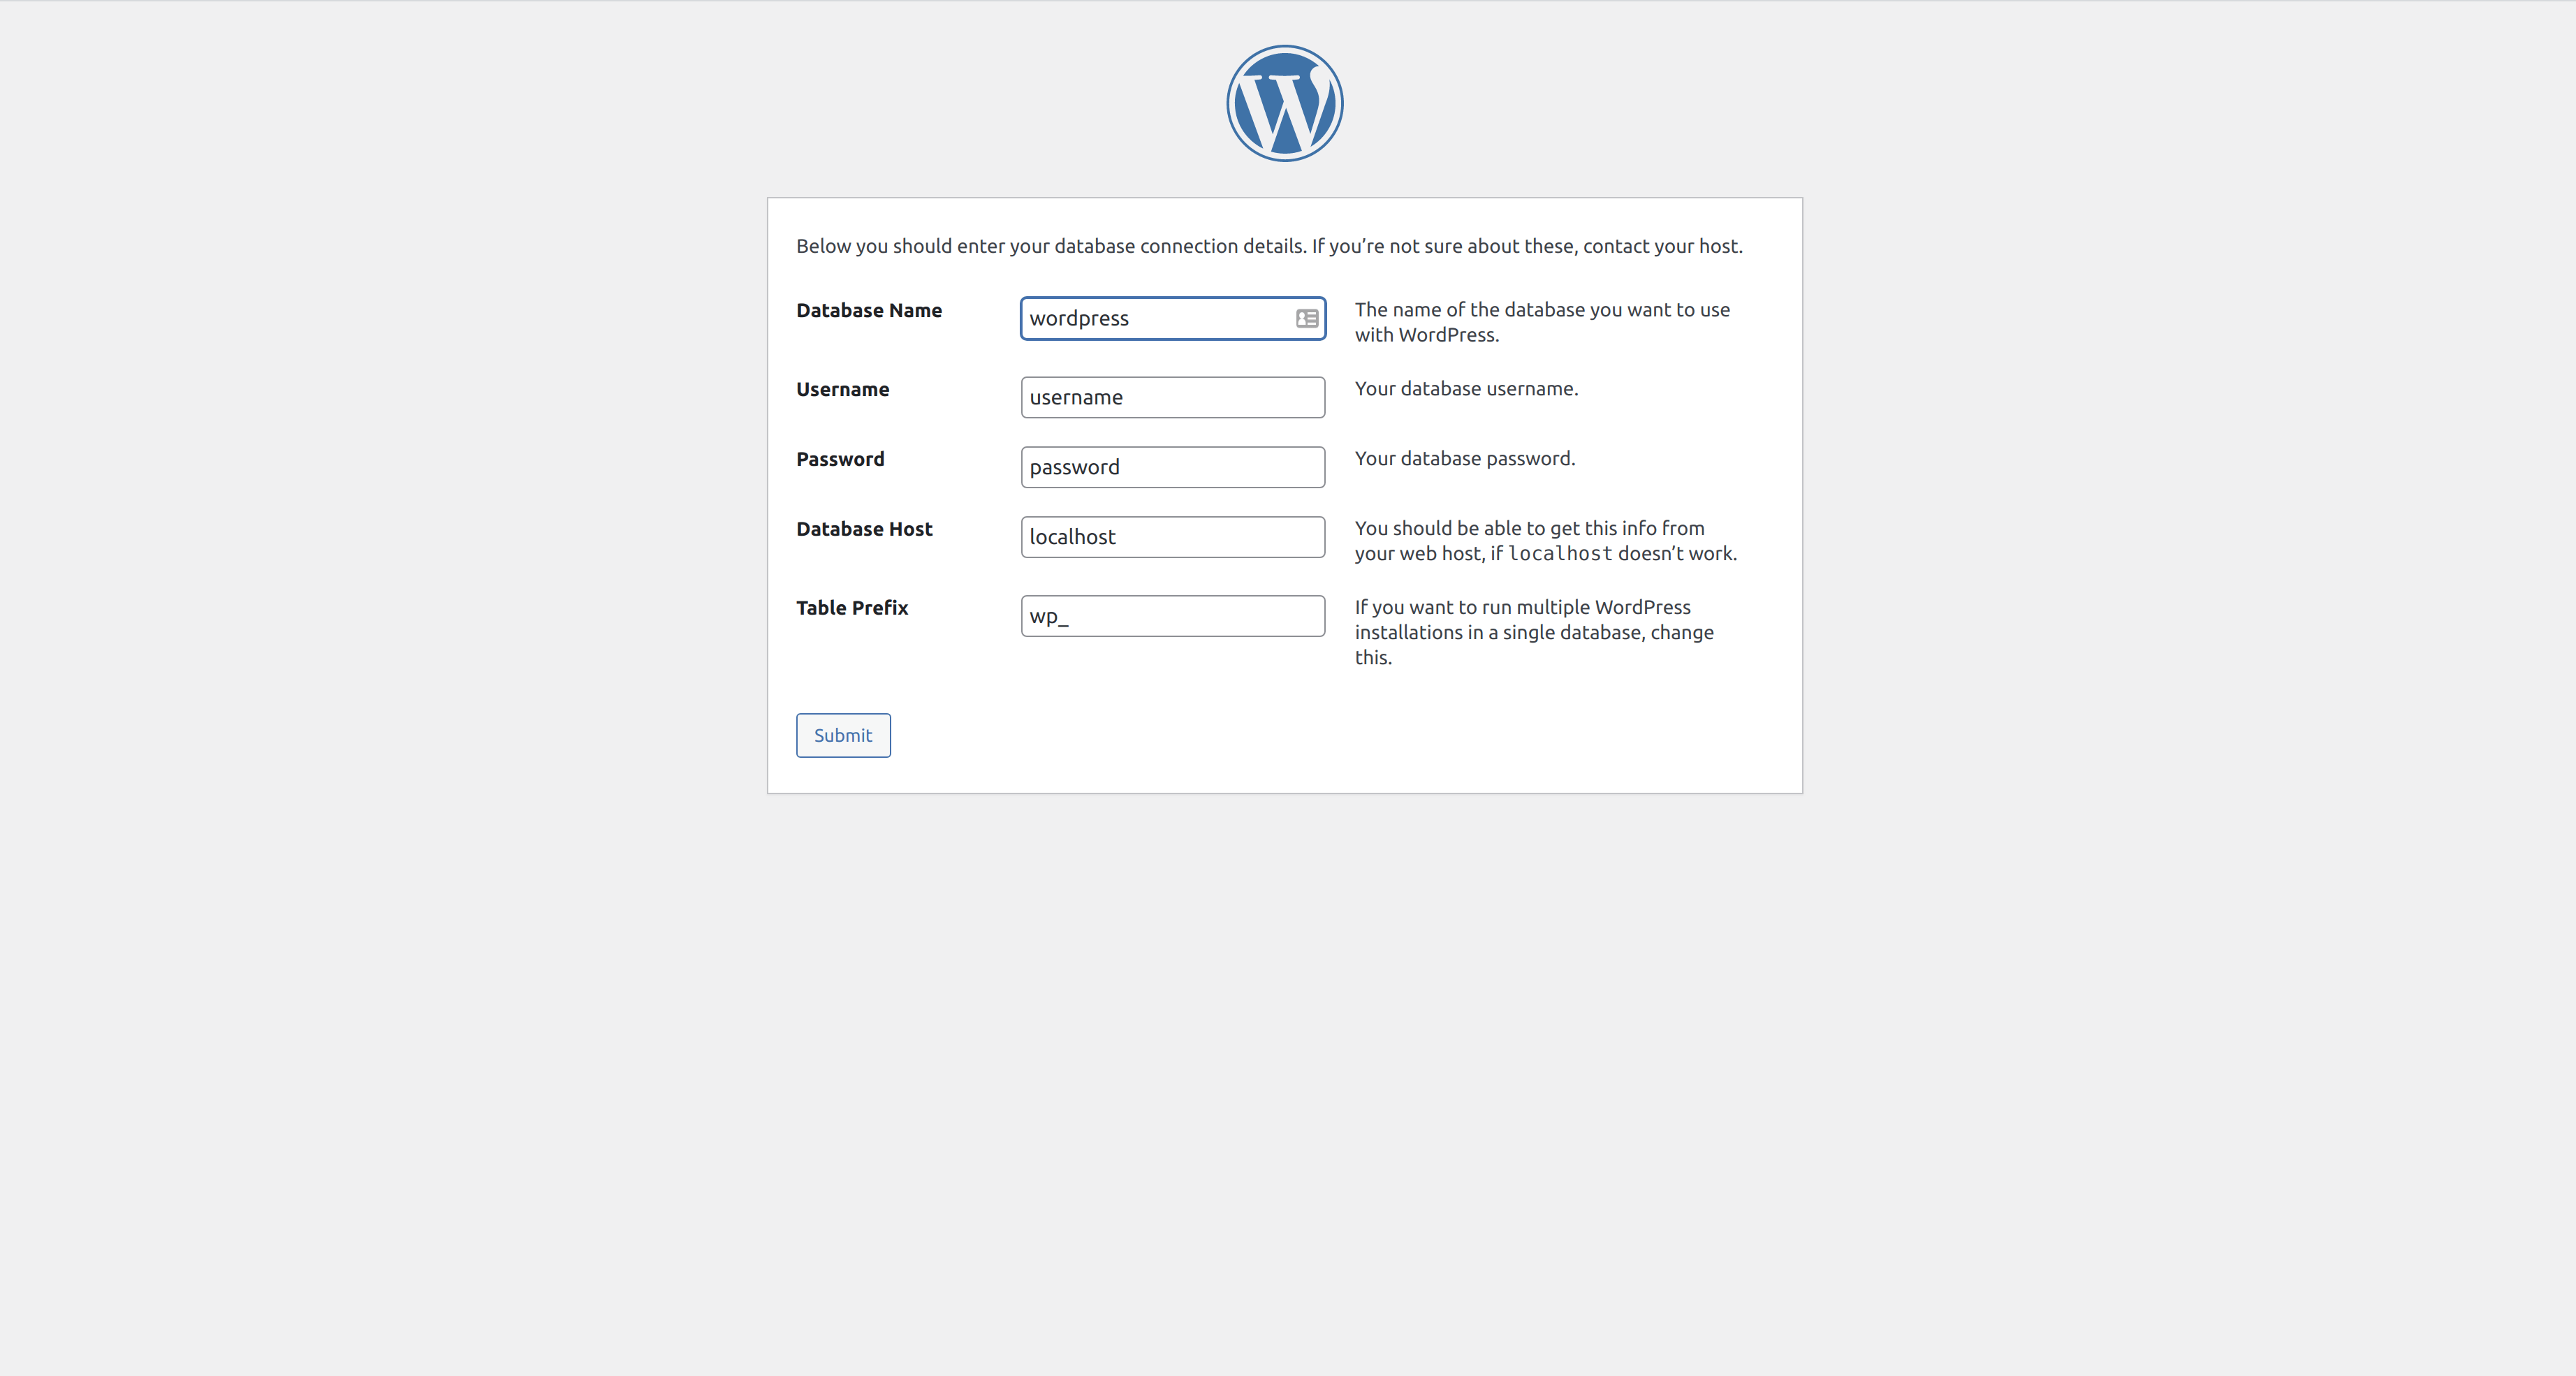 Below you should enter your database connection details. If you’re not sure about these, contact your host.
Database Name
wordpress
The name of the database you want to use
with WordPress.
Username
username
Your database username.
Password
password
Your database password.
Database Host
localhost
You should be able to get this info from
your web host, if localhost doesn’t work.
Table Prefix
wp_
If you want to run multiple WordPress
installations in a single database, change
this.
Submit